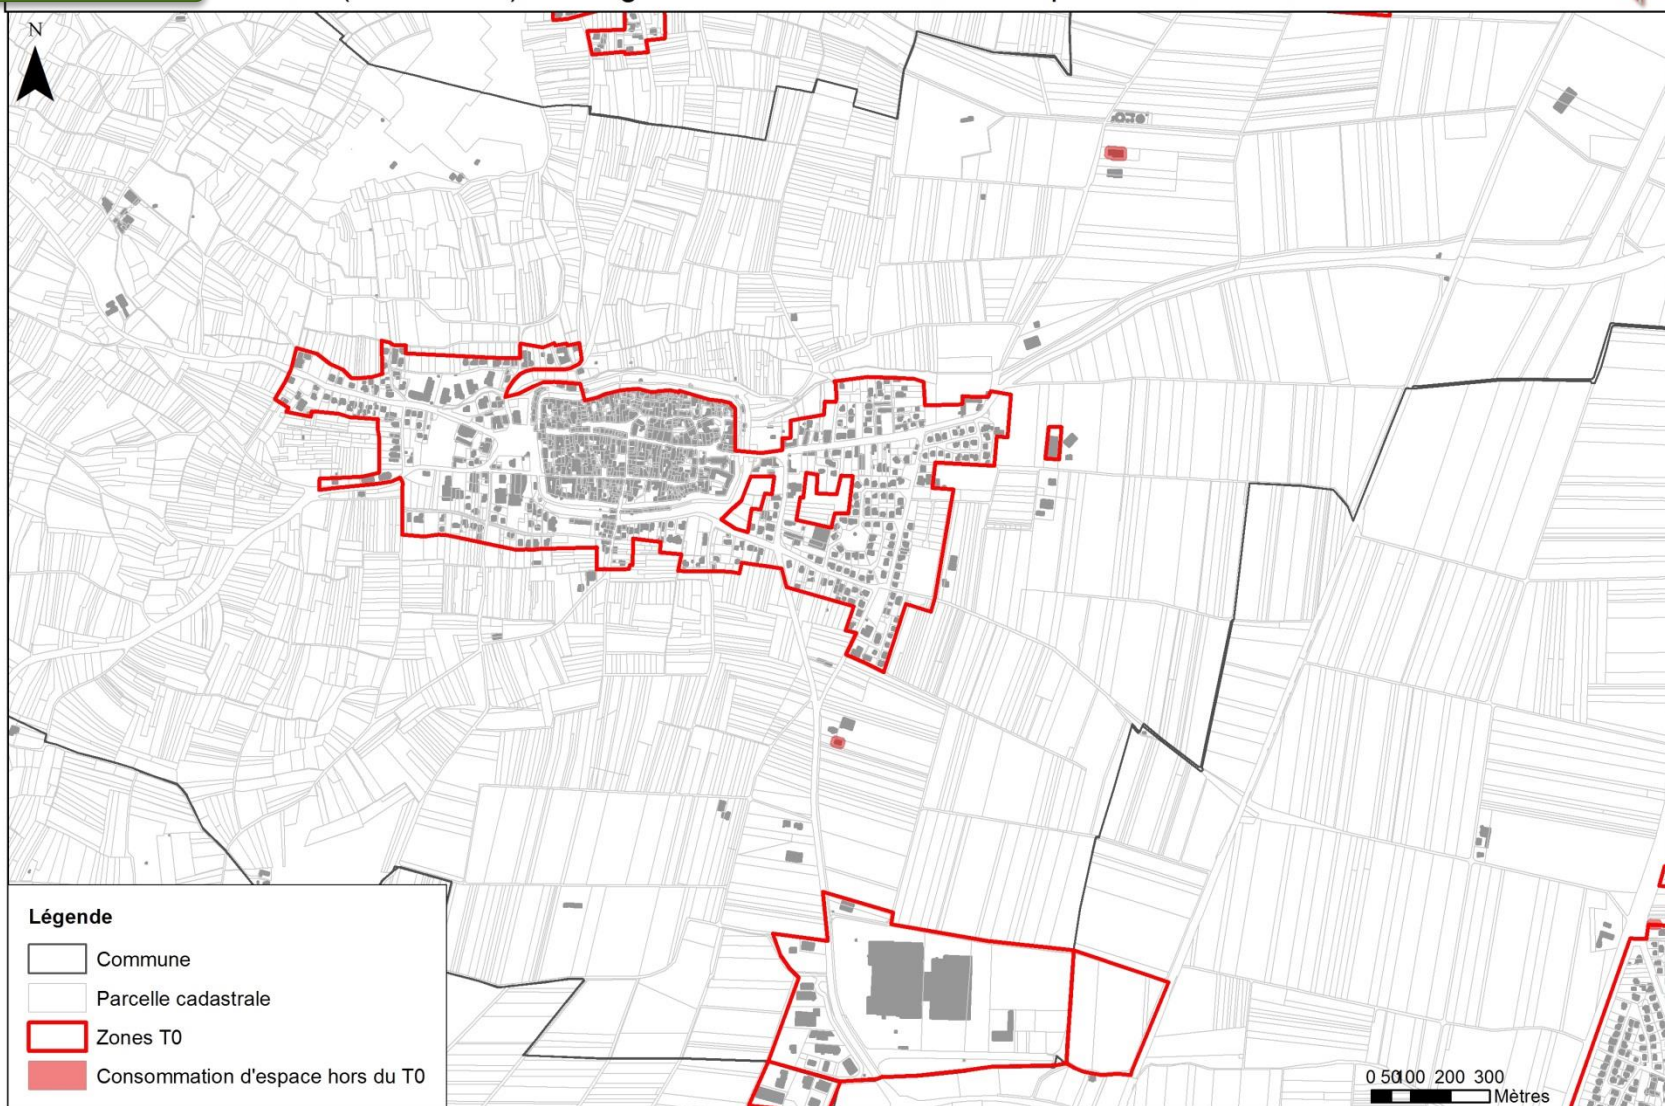 N
Légende
Commune
Parcelle cadastrale
Zones T0
Consommation d'espace hors du T0
0 50100 200 300
Mètres